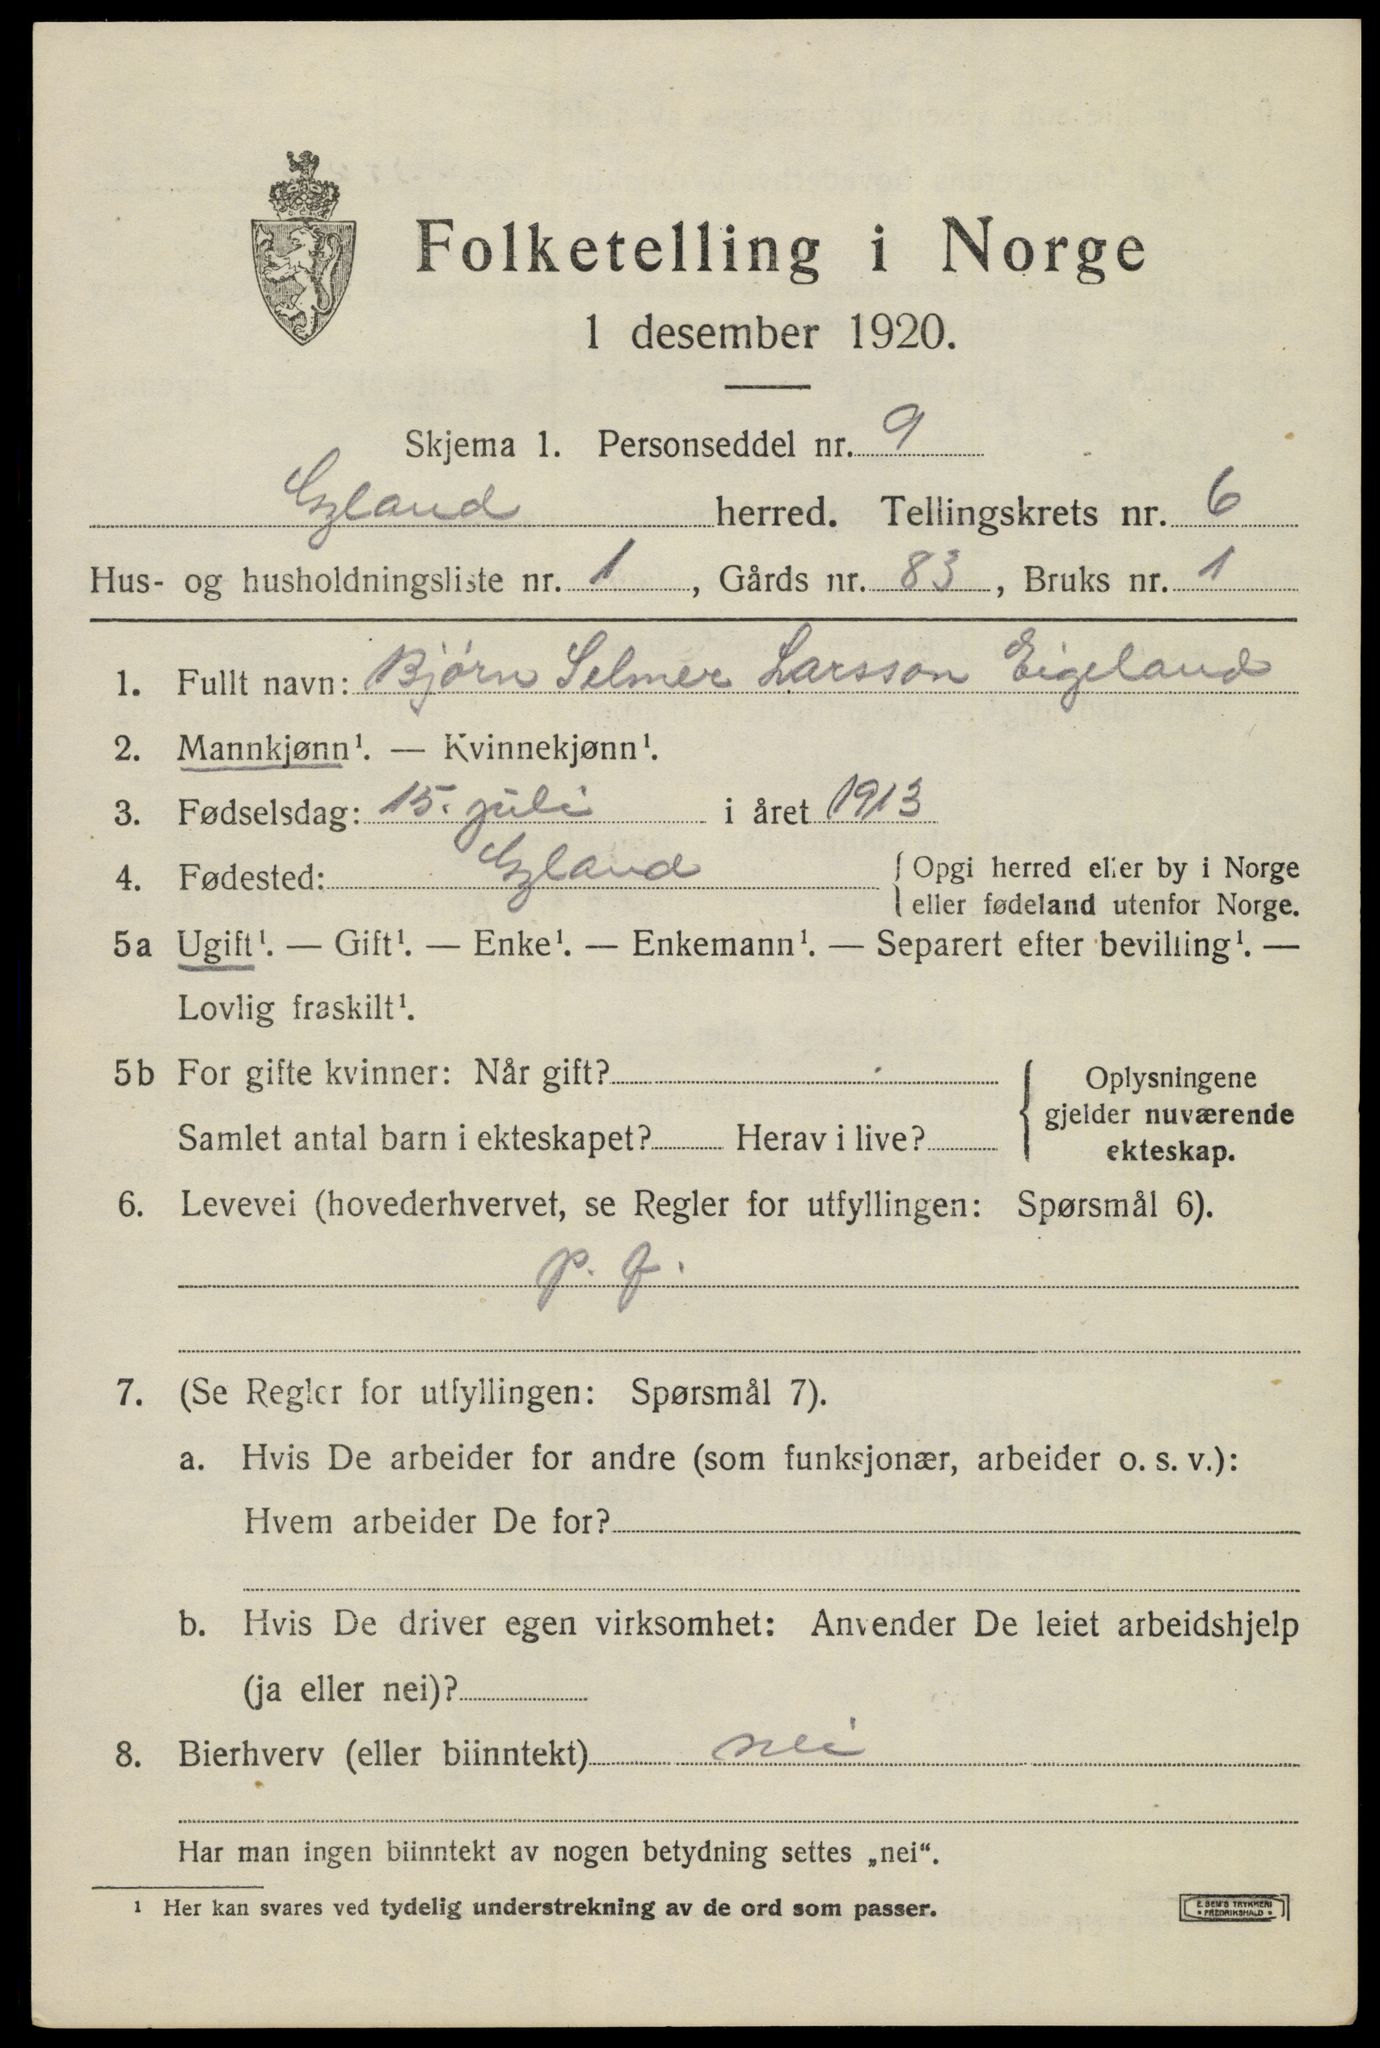 Folketelling i Norge
1 desember 1920.
Skjema 1. Personseddel nr. 9
Gyland herred. Tellingskrets nr. 6
Hus- og husholdningsliste nr. 1, Gårds nr. 83, Bruks nr. 1
1. Fullt navn: Bjørn Selmer Larsson Eigeland
2. Mannkjønn¹. — Kvinnekjønn¹.
3. Fødselsdag: 15. juli i året 1913
4. Fødested: Gyland { Opgi herred eller by i Norge
eller fødeland utenfor Norge.
5a Ugift¹. — Gift¹. — Enke¹. — Enkemann¹. — Separert efter bevilling¹. —
Lovlig fraskilt¹.
5b For gifte kvinner: Når gift?
Samlet antal barn i ekteskapet? Herav i live?
{ Oplysningene
gjelder nuværende
ekteskap.
6. Levevei (hovederhvervet, se Regler for utfyllingen: Spørsmål 6).
p. f.
7. (Se Regler for utfyllingen: Spørsmål 7).
a. Hvis De arbeider for andre (som funksjonær, arbeider o. s. v.):
Hvem arbeider De for?
b. Hvis De driver egen virksomhet: Anvender De leiet arbeidshjelp
(ja eller nei)?
8. Bierhverv (eller biinntekt) nei
Har man ingen biinntekt av nogen betydning settes „nei“.
1 Her kan svares ved tydelig understrekning av de ord som passer.
E. SEM'S TRYKKERI
• FREDRIKSHALD •